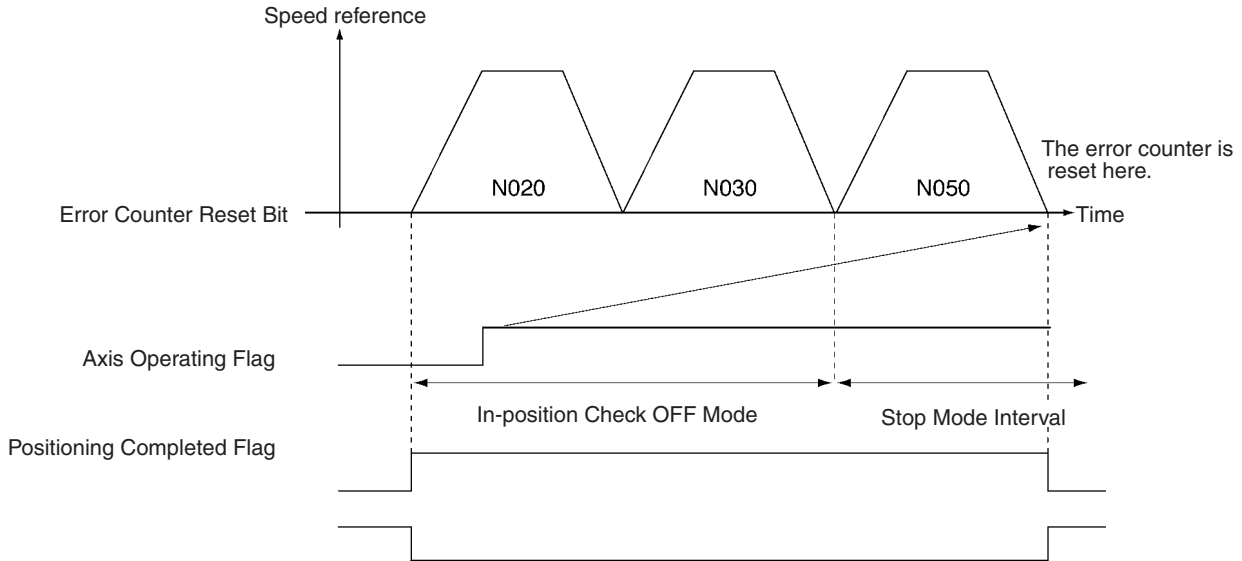 Speed reference
The error counter is
reset here.
N020
N030
N050
Error Counter Reset Bit
Time
Axis Operating Flag
In-position Check OFF Mode
Stop Mode Interval
Positioning Completed Flag